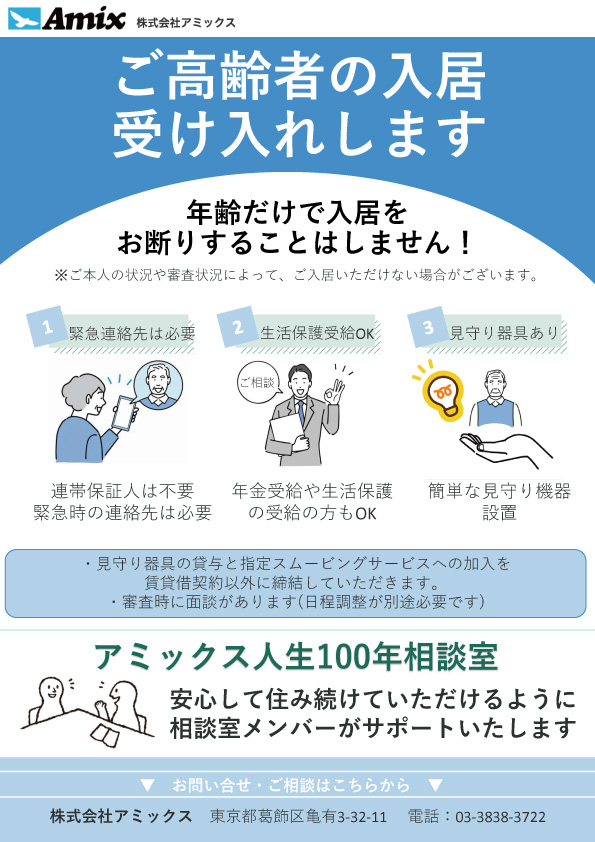 Amix 株式会社アミックス
ご高齢者の入居
受け入れします
年齢だけで入居を
お断りすることはしません！
※ご本人の状況や審査状況によって、ご入居いただけない場合がございます。
1 緊急連絡先は必要
2 生活保護受給OK
3 見守り器具あり
ご相談
連帯保証人は不要
緊急時の連絡先は必要
年金受給や生活保護
の受給の方もOK
簡単な見守り機器
設置
・見守り器具の貸与と指定スムービングサービスへの加入を
賃貸借契約以外に締結していただきます。
・審査時に面談があります(日程調整が別途必要です)
アミックス人生100年相談室
安心して住み続けていただけるように
相談室メンバーがサポートいたします
▼ お問い合せ・ご相談はこちらから ▼
株式会社アミックス 東京都葛飾区亀有3-32-11 電話：03-3838-3722